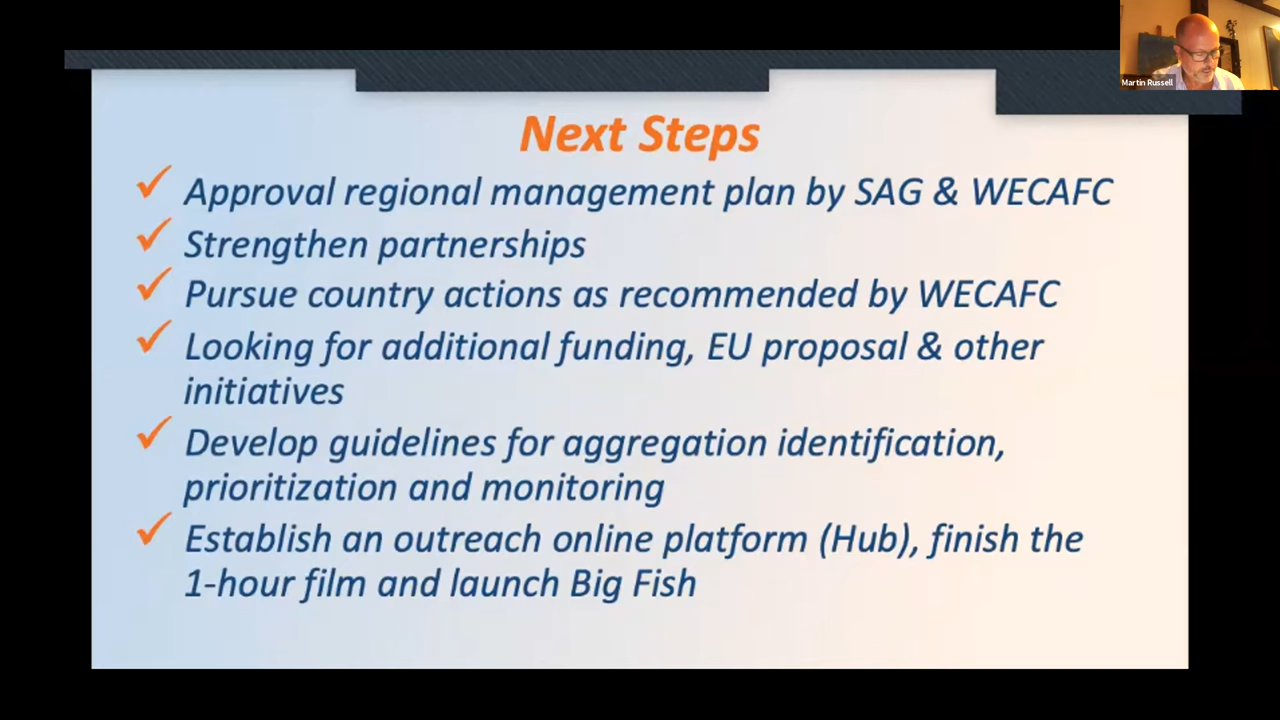 Martin Russell
Next Steps
✓ Approval regional management plan by SAG & WECAFC
✓ Strengthen partnerships
✓ Pursue country actions as recommended by WECAFC
✓ Looking for additional funding, EU proposal & other
initiatives
✓ Develop guidelines for aggregation identification,
prioritization and monitoring
✓ Establish an outreach online platform (Hub), finish the
1-hour film and launch Big Fish